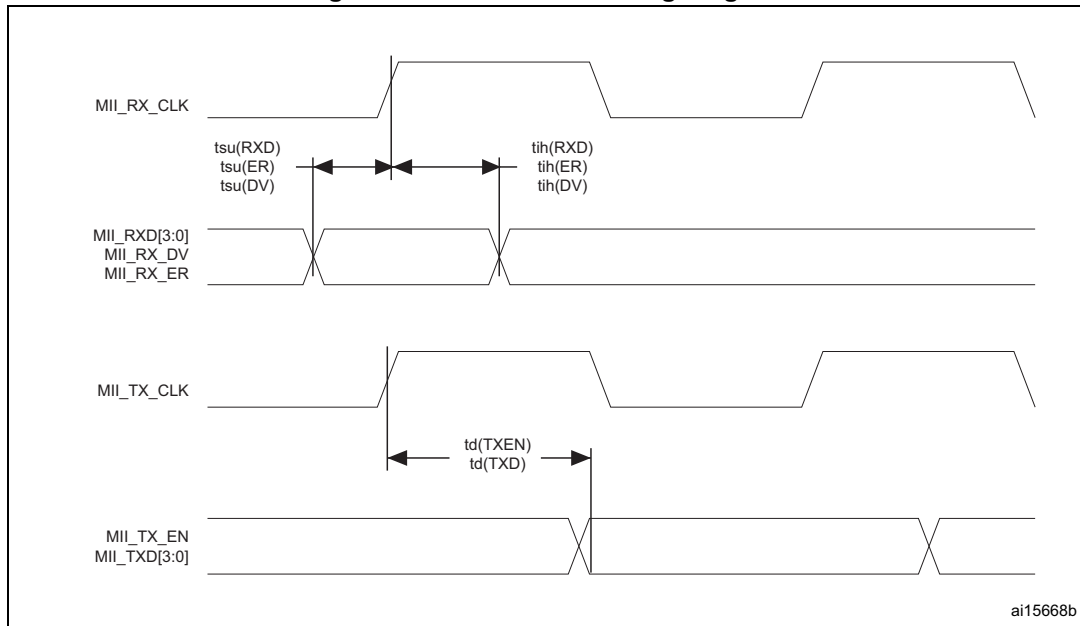 MII_RX_CLK
tsu(RXD)
tsu(ER)
tsu(DV)
tih(RXD)
tih(ER)
tih(DV)
MII_RXD[3:0]
MII_RX_DV
MII_RX_ER
MII_TX_CLK
td(TXEN)
td(TXD)
MII_TX_EN
MII_TXD[3:0]
ai15668b